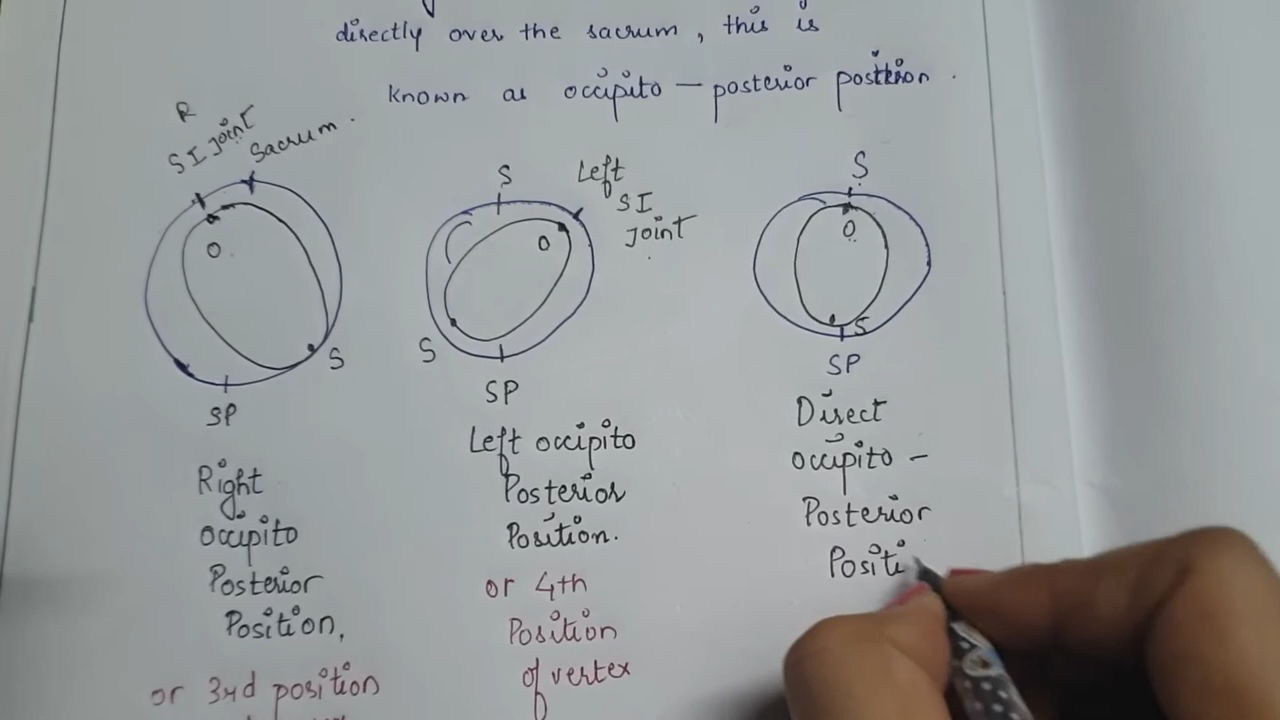 directly over the sacrum, this is
known as occipito - posterior position.
R
SI Joint
Sacrum.
O
S
SP
Right
occipito
Posterior
Position,
or 3rd position
S
Left
SI
Joint
O
S
SP
Left occipito
Posterior
Position.
or 4th
Position
of vertex
S
O
S
SP
Direct
occipito -
Posterior
Positi